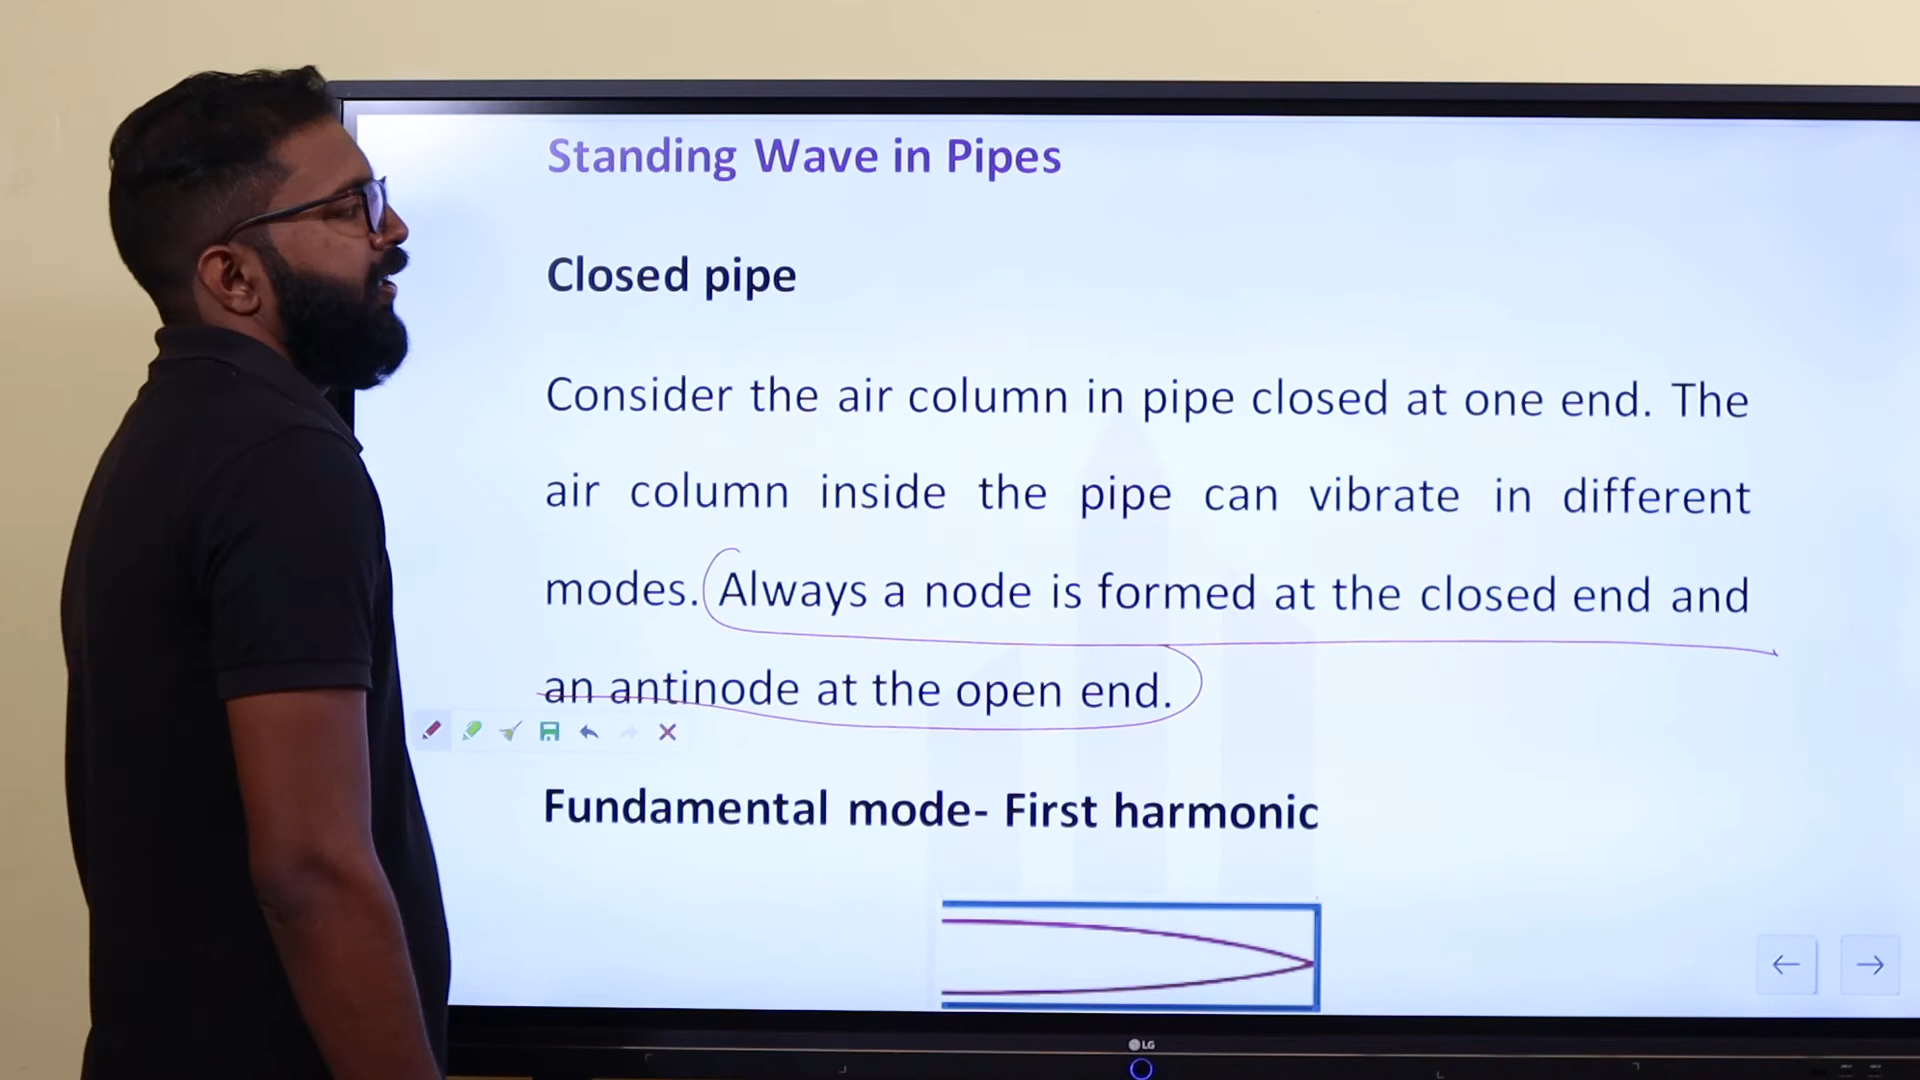 Standing Wave in Pipes
Closed pipe
Consider the air column in pipe closed at one end. The
air column inside the pipe can vibrate in different
modes. Always a node is formed at the closed end and
an antinode at the open end.
Fundamental mode- First harmonic
LG